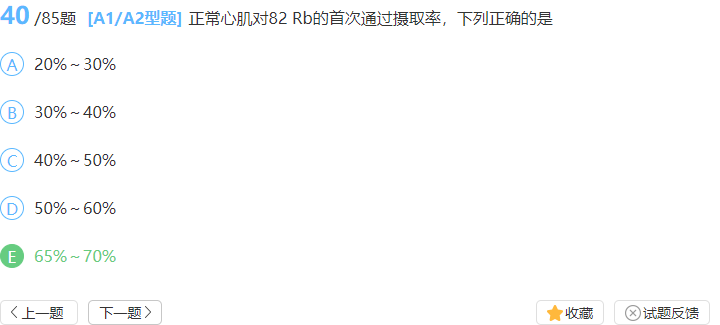 40 /85题 [A1/A2型题] 正常心肌对82 Rb的首次通过摄取率，下列正确的是
A 20%～30%
B 30%～40%
C 40%～50%
D 50%～60%
E 65%～70%
上一题 下一题 收藏 试题反馈